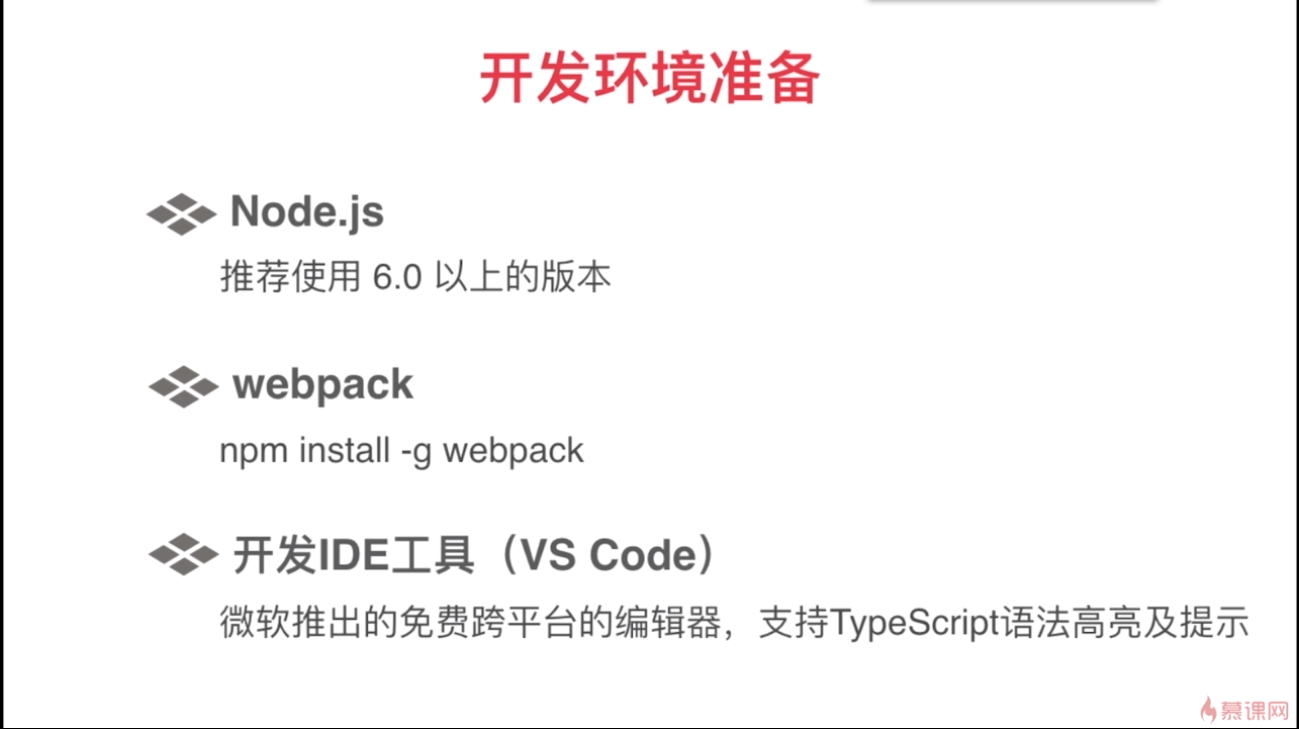 开发环境准备
Node.js
推荐使用 6.0 以上的版本
webpack
npm install -g webpack
开发IDE工具（VS Code）
微软推出的免费跨平台的编辑器，支持TypeScript语法高亮及提示
慕课网